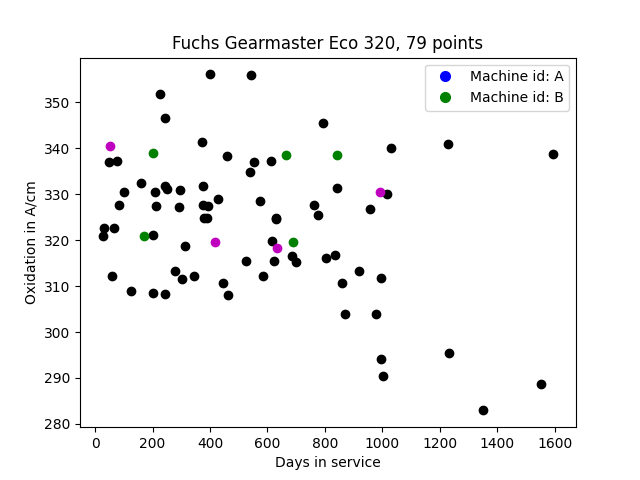 Fuchs Gearmaster Eco 320, 79 points
Machine id: A
Machine id: B
Oxidation in A/cm
350
340
330
320
310
300
290
280
0 200 400 600 800 1000 1200 1400 1600
Days in service